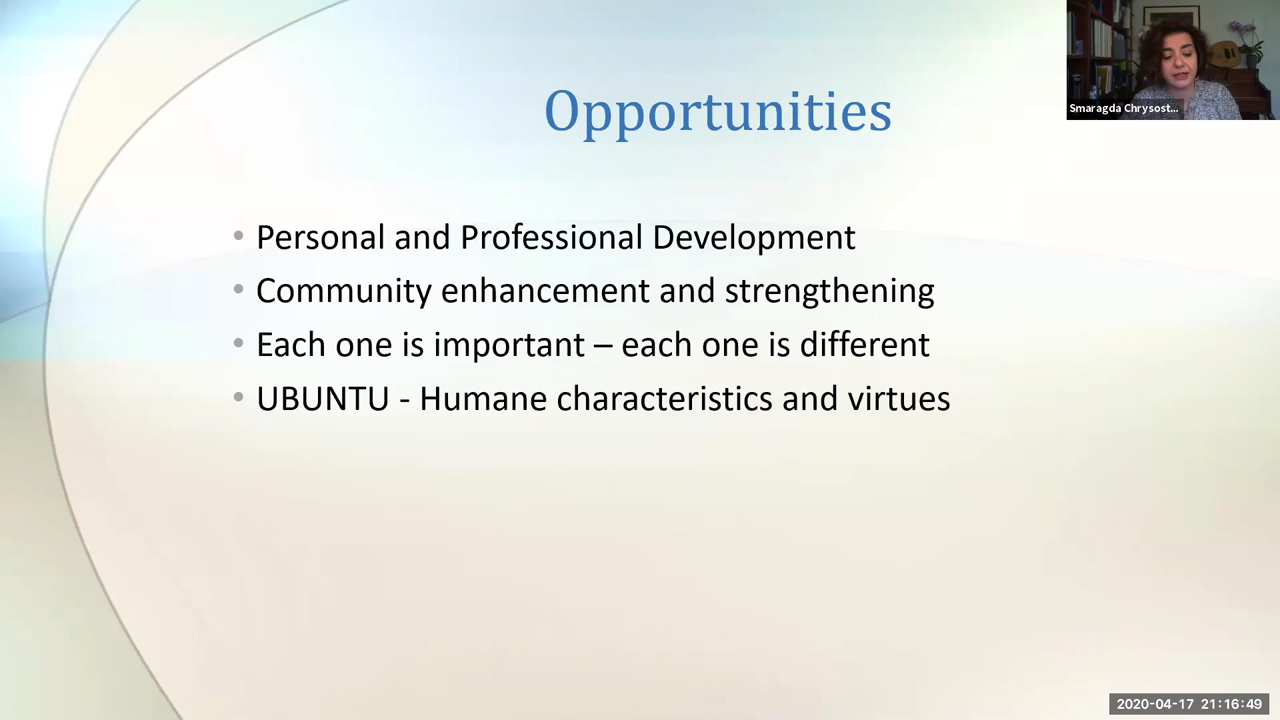 Opportunities
Smaragda Chrysost...
• Personal and Professional Development
• Community enhancement and strengthening
• Each one is important – each one is different
• UBUNTU - Humane characteristics and virtues
2020-04-17 21:16:49